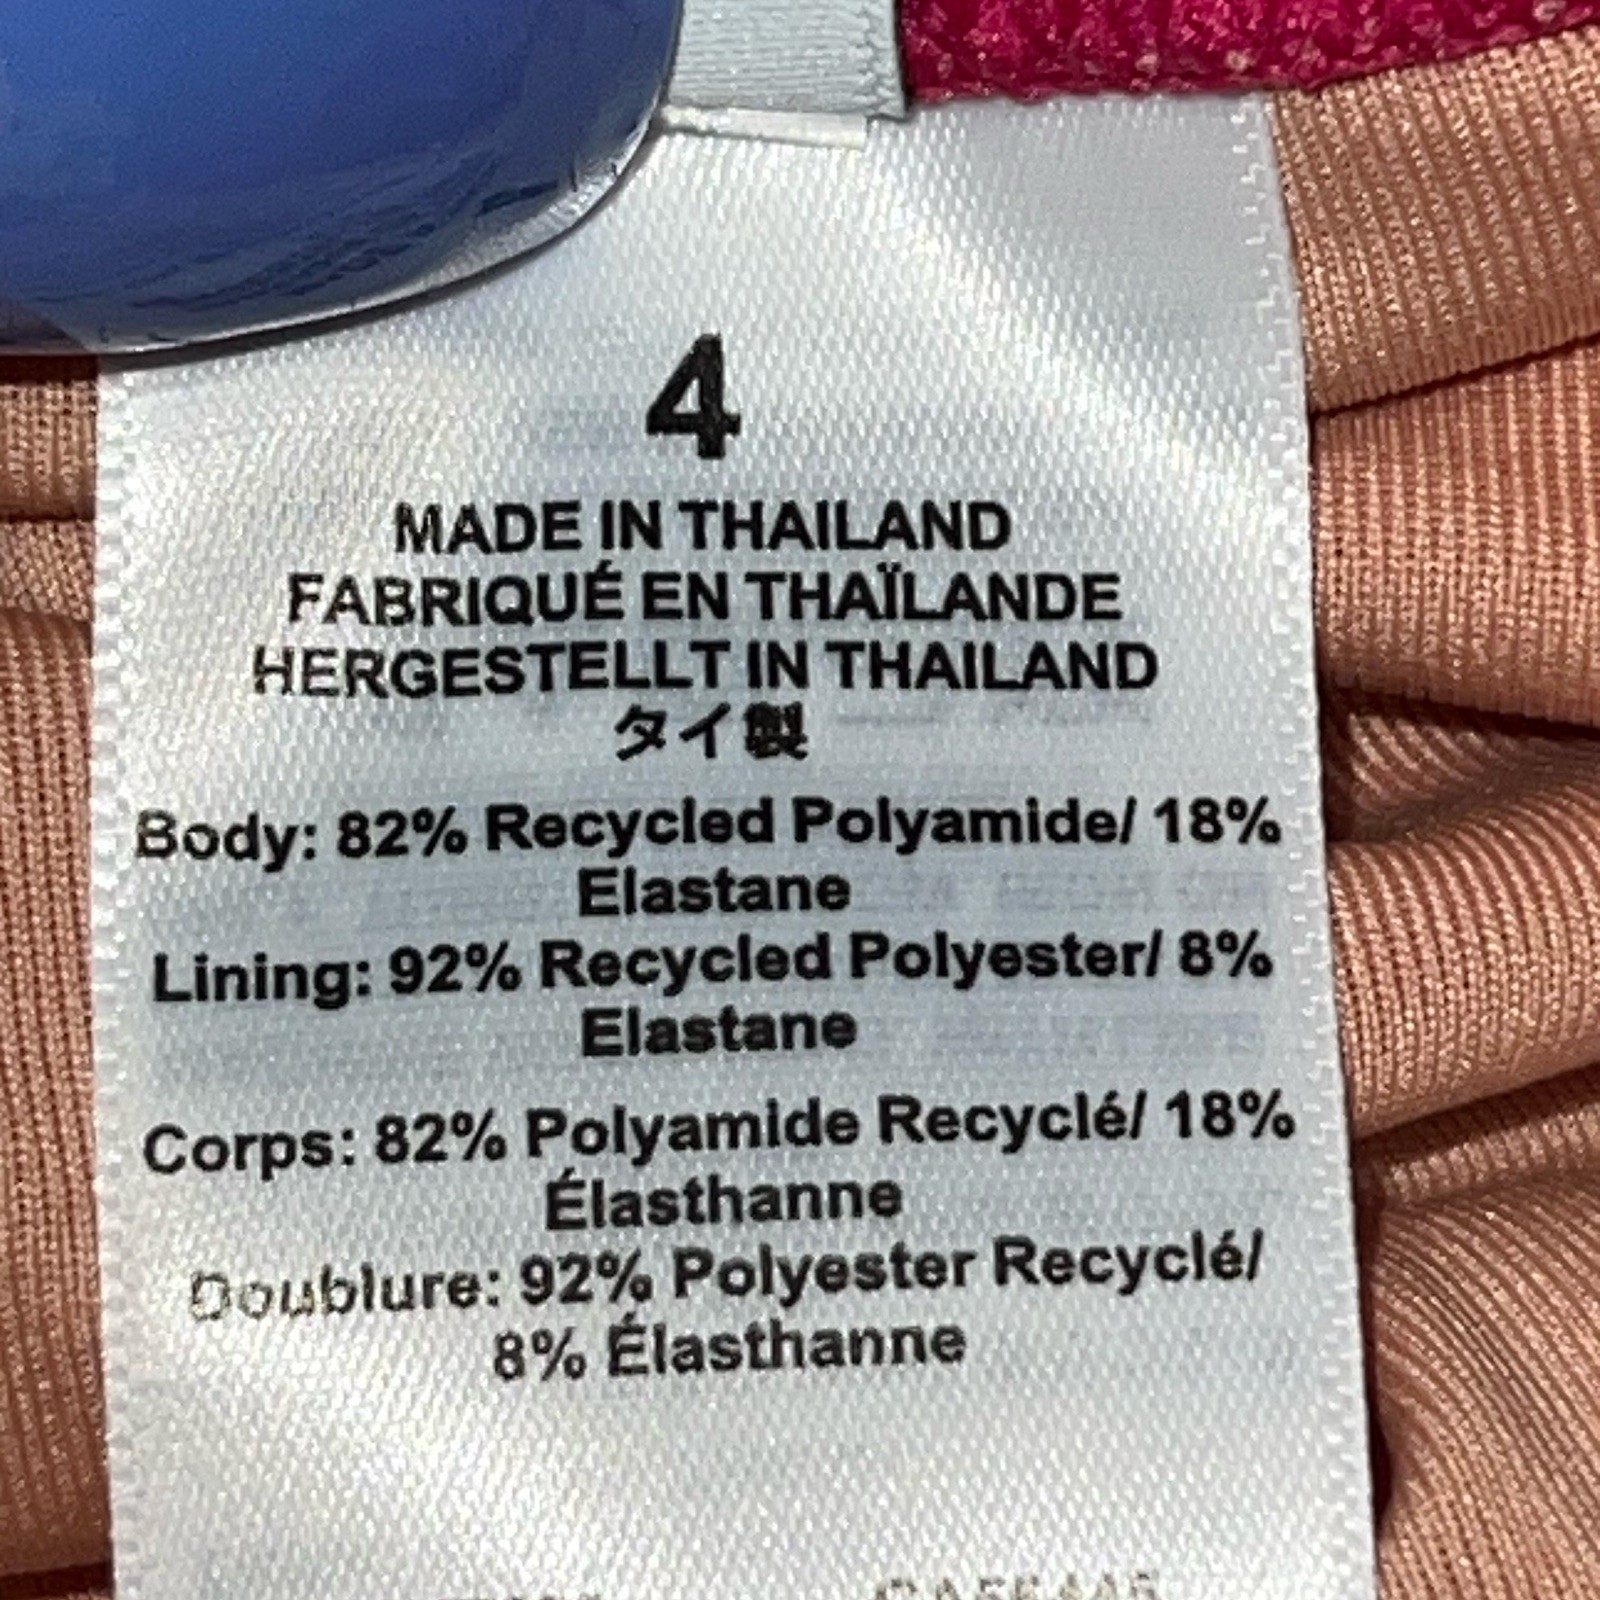 4
MADE IN THAILAND
FABRIQUÉ EN THAÏLANDE
HERGESTELLT IN THAILAND
タイ製
Body: 82% Recycled Polyamide/ 18%
Elastane
Lining: 92% Recycled Polyester/ 8%
Elastane
Corps: 82% Polyamide Recyclé/ 18%
Élasthanne
Doublure: 92% Polyester Recyclé/
8% Élasthanne